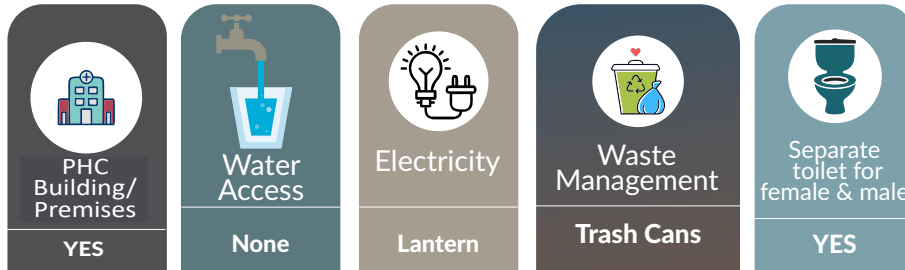 PHC
Building/
Premises
YES
Water
Access
None
Electricity
Lantern
Waste
Management
Trash Cans
Separate
toilet for
female & male
YES